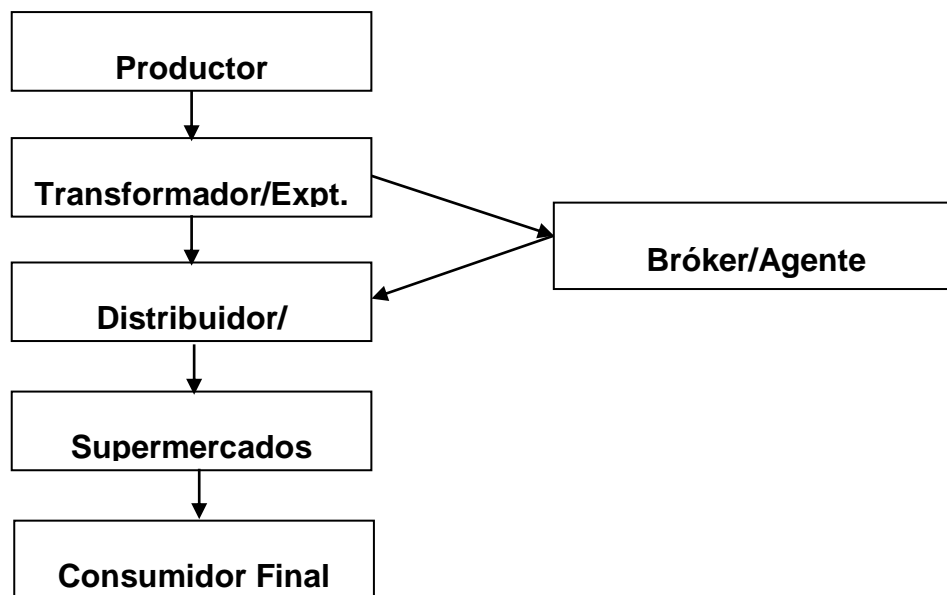 Productor
Transformador/Expt.
Bróker/Agente
Distribuidor/
Supermercados
Consumidor Final